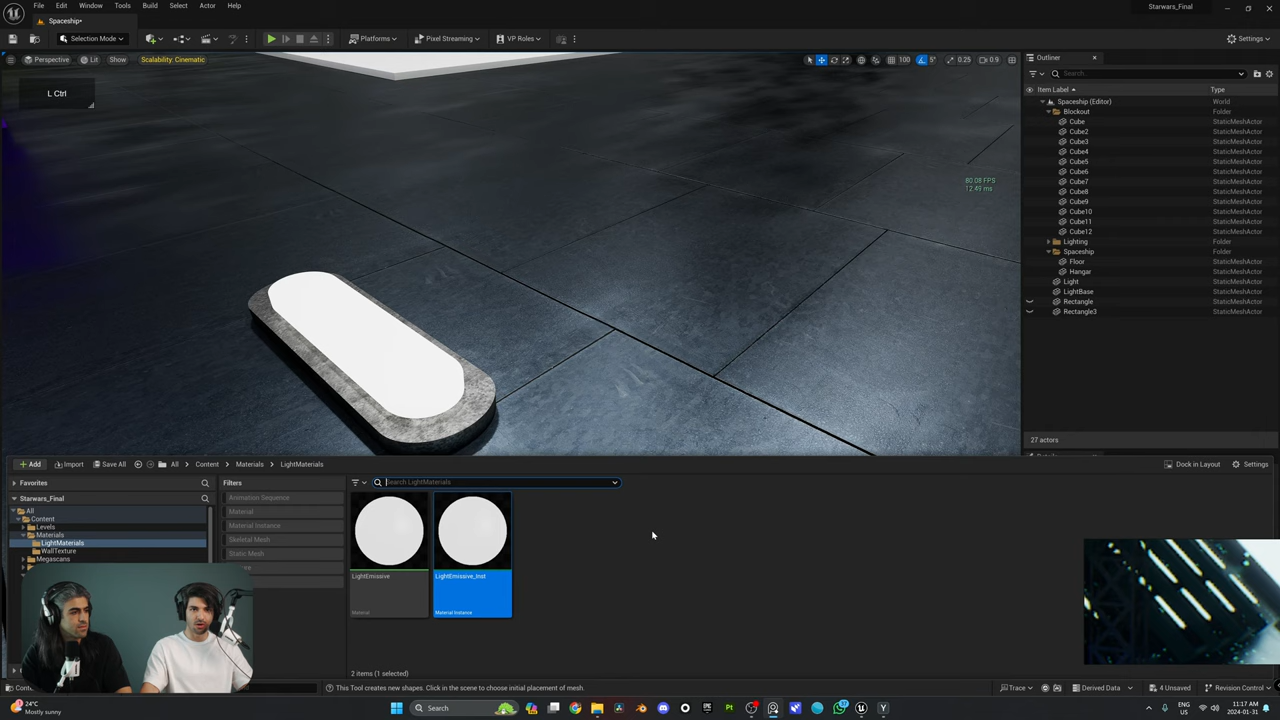 File Edit Window Tools Build Select Actor Help
Starwars_Final
Spaceship*
Selection Mode
Platforms
Pixel Streaming
VP Roles
Settings
Perspective
Lit
Show
Scalability: Cinematic
100
5°
0.25
0.9
L Ctrl
80.08 FPS
12.49 ms
Outliner
Search...
Item Label
Type
Spaceship (Editor) World
Blockout Folder
Cube StaticMeshActor
Cube2 StaticMeshActor
Cube3 StaticMeshActor
Cube4 StaticMeshActor
Cube5 StaticMeshActor
Cube6 StaticMeshActor
Cube7 StaticMeshActor
Cube8 StaticMeshActor
Cube9 StaticMeshActor
Cube10 StaticMeshActor
Cube11 StaticMeshActor
Cube12 StaticMeshActor
Lighting Folder
Spaceship Folder
Floor StaticMeshActor
Hangar StaticMeshActor
Light StaticMeshActor
LightBase StaticMeshActor
Rectangle StaticMeshActor
Rectangle3 StaticMeshActor
27 actors
Add
Import
Save All
All
Content
Materials
LightMaterials
Dock in Layout
Settings
Favorites
Starwars_Final
All
Content
Levels
Materials
LightMaterials
WallTexture
Megascans
Filters
Animation Sequence
Material
Material Instance
Skeletal Mesh
Static Mesh
Search LightMaterials
LightEmissive
Material
LightEmissive_Inst
Material Instance
2 items (1 selected)
This Tool creates new shapes. Click in the scene to choose initial placement of mesh.
Trace
Derived Data
4 Unsaved
Revision Control
24°C
Mostly sunny
Search
Pr
ENG
US
11:17 AM
2024-01-31